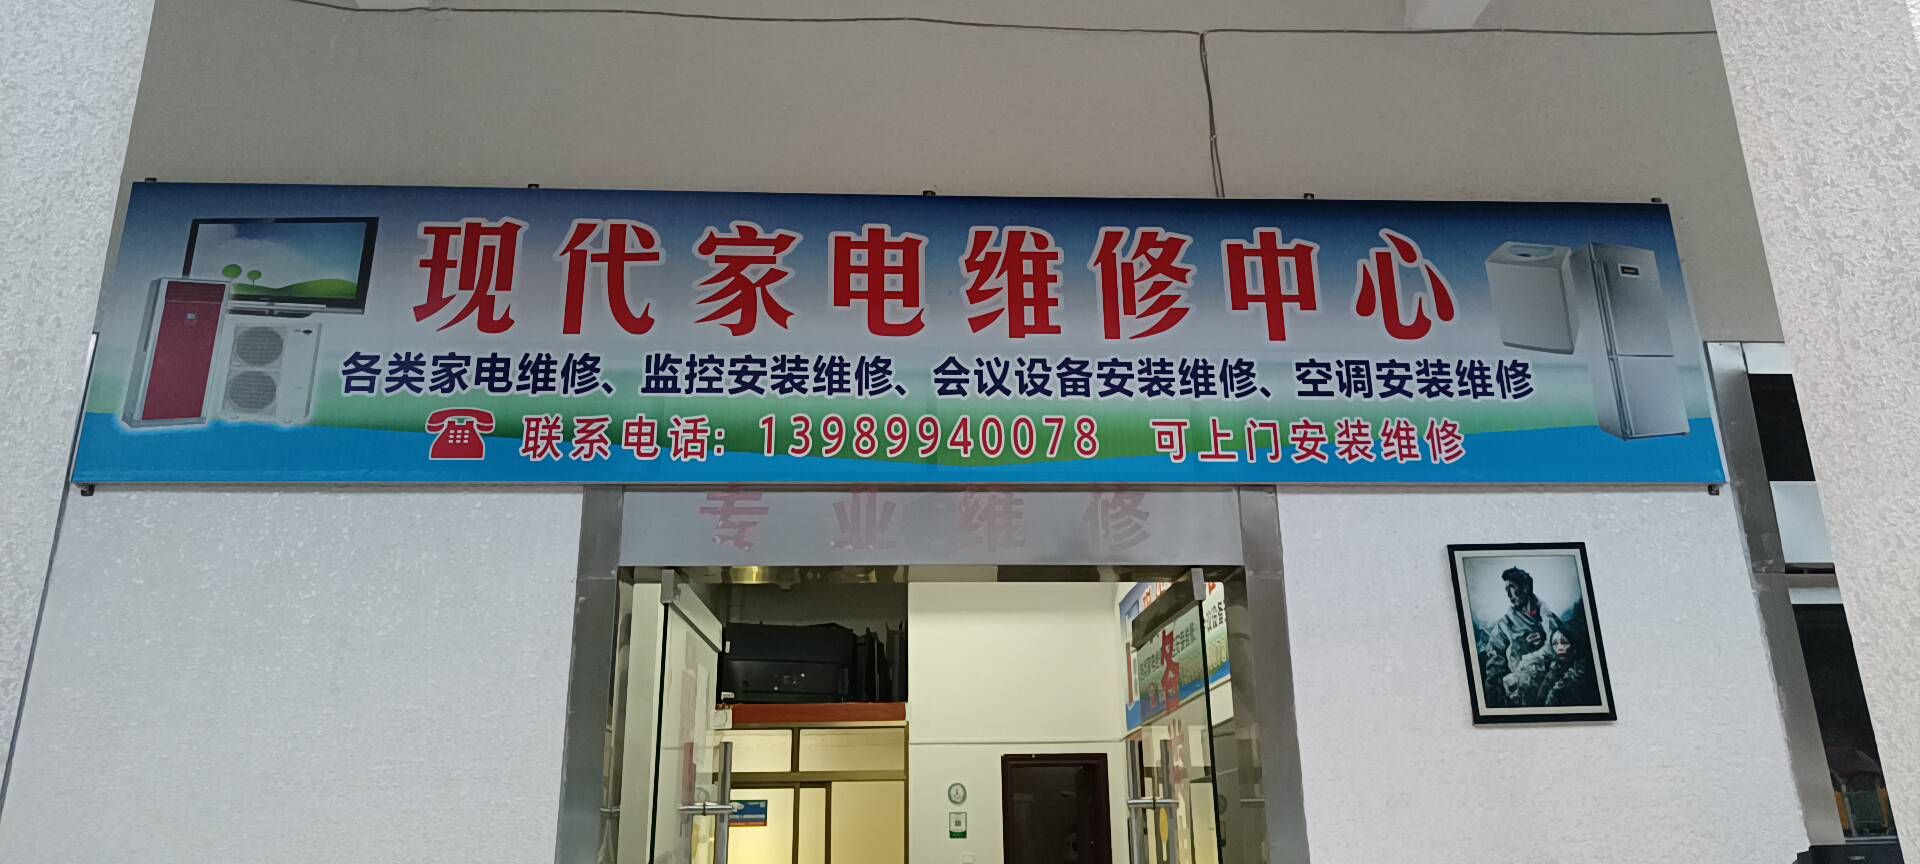 现代家电维修中心
各类家电维修、监控安装维修、会议设备安装维修、空调安装维修
联系电话：13989940078 可上门安装维修
专业维修